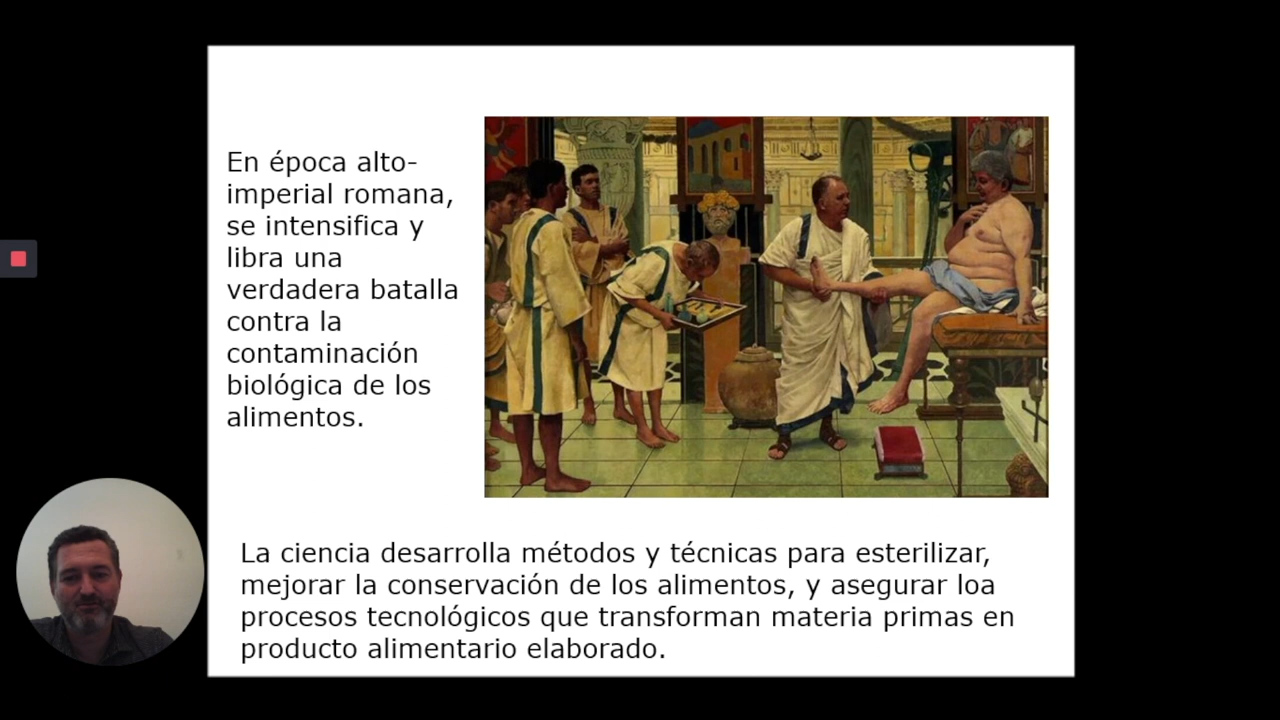 En época alto-
imperial romana,
se intensifica y
libra una
verdadera batalla
contra la
contaminación
biológica de los
alimentos.
La ciencia desarrolla métodos y técnicas para esterilizar,
mejorar la conservación de los alimentos, y asegurar loa
procesos tecnológicos que transforman materia primas en
producto alimentario elaborado.